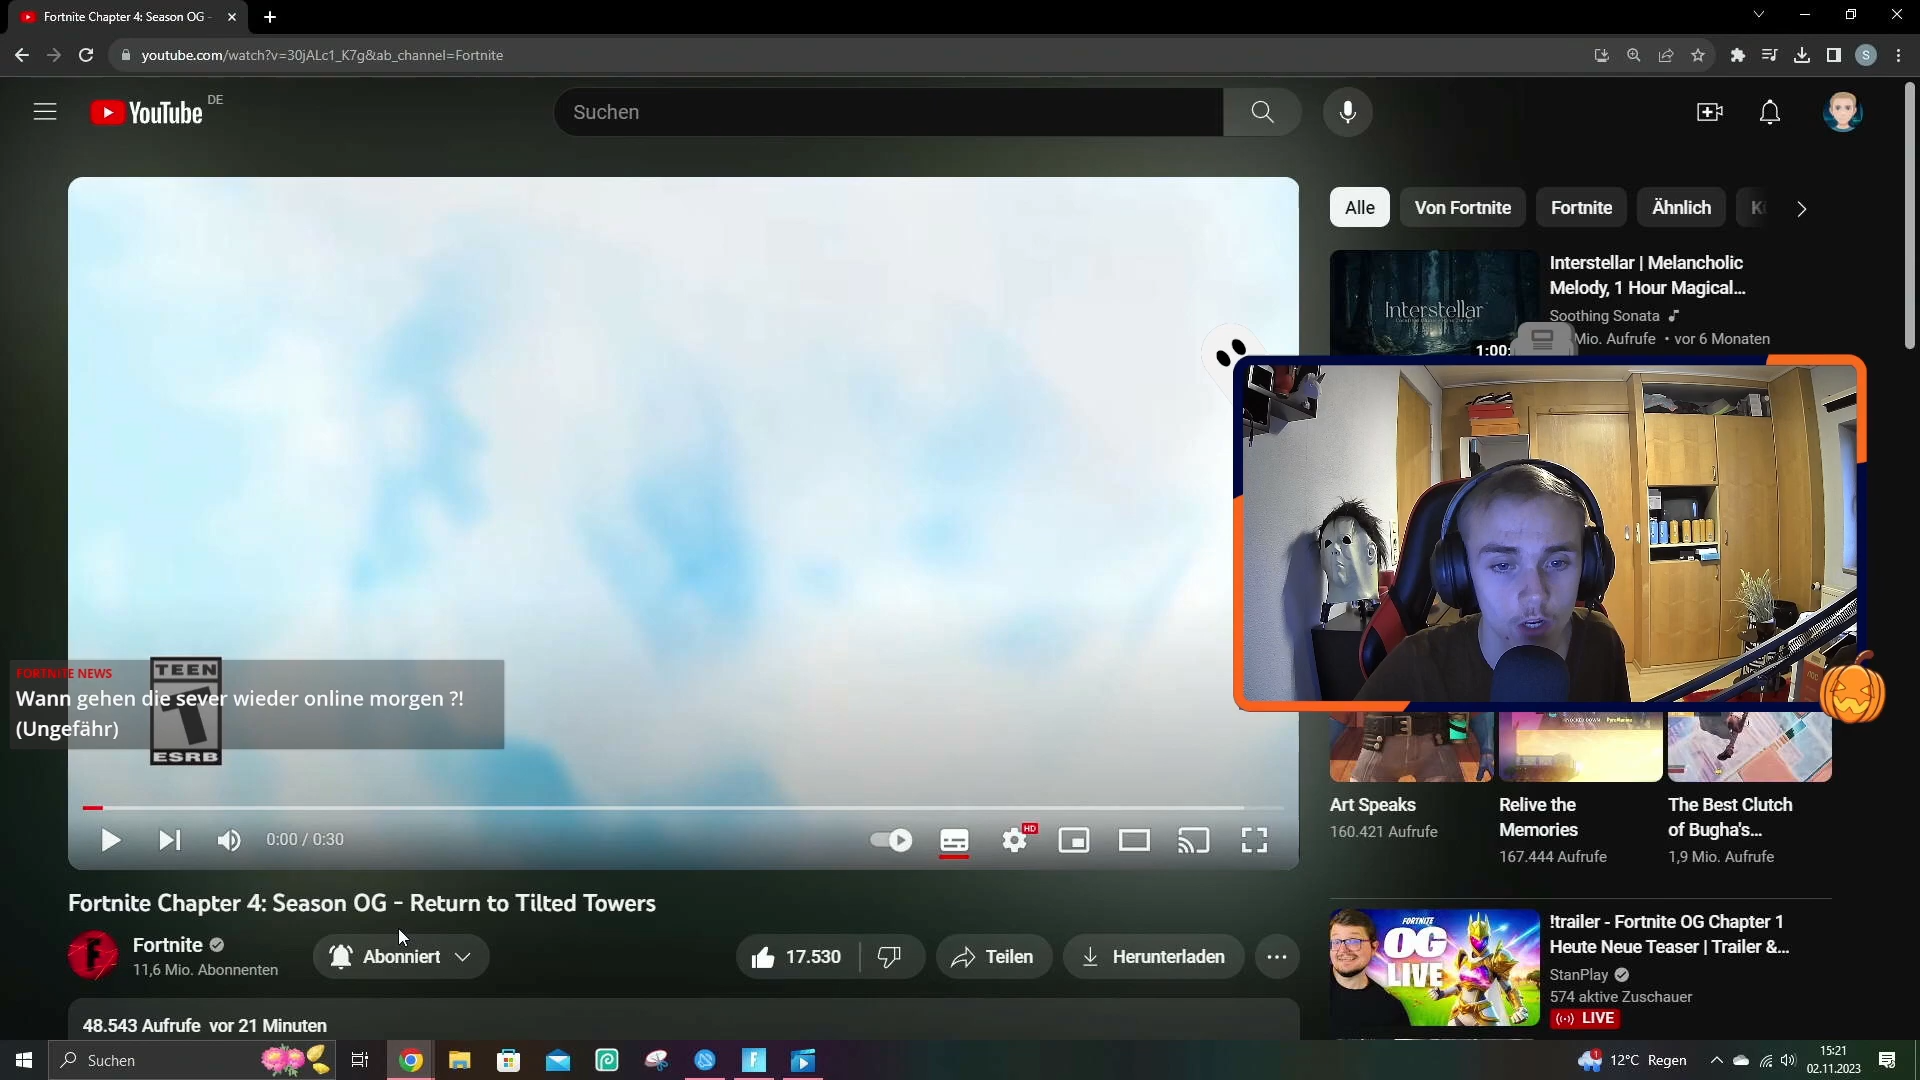 Fortnite Chapter 4: Season OG -
youtube.com/watch?v=30jALc1_K7g&ab_channel=Fortnite
S
YouTube DE
Suchen
Alle
Von Fortnite
Fortnite
Ähnlich
Interstellar
1:00:
Interstellar | Melancholic
Melody, 1 Hour Magical...
Soothing Sonata
Mio. Aufrufe • vor 6 Monaten
FORTNITE NEWS
Wann gehen die sever wieder online morgen ?!
(Ungefähr)
TEEN
T
ESRB
0:00 / 0:30
HD
Fortnite Chapter 4: Season OG - Return to Tilted Towers
Fortnite
11,6 Mio. Abonnenten
Abonniert
17.530
Teilen
Herunterladen
48.543 Aufrufe vor 21 Minuten
Art Speaks
160.421 Aufrufe
Relive the
Memories
167.444 Aufrufe
The Best Clutch
of Bugha's...
1,9 Mio. Aufrufe
FORTNITE
OG
LIVE
!trailer - Fortnite OG Chapter 1
Heute Neue Teaser | Trailer &...
StanPlay
574 aktive Zuschauer
LIVE
Suchen
1
12°C Regen
15:21
02.11.2023